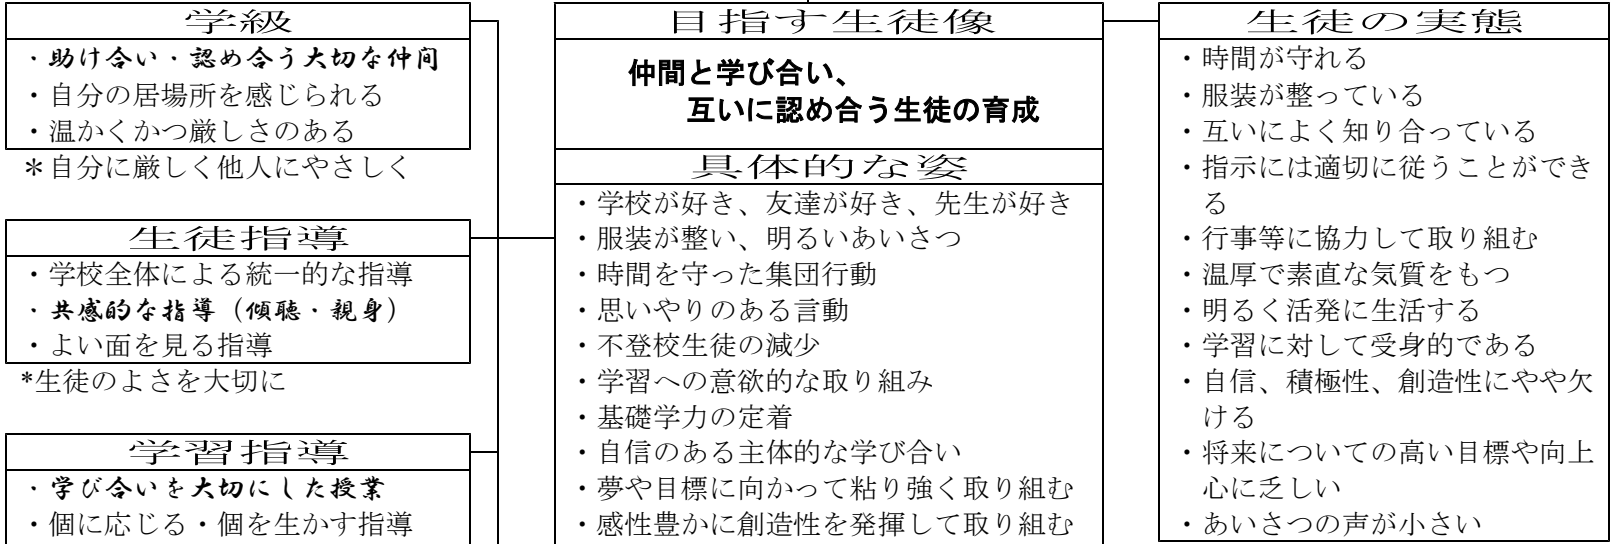 学級
・助け合い・認め合う大切な仲间
・自分の居場所を感じられる
・温かくかつ厳しさのある
＊自分に厳しく他人にやさしく
生徒指導
・学校全体による統一的な指導
・共感的な指導（傾聴・親身）
・よい面を見る指導
*生徒のよさを大切に
学習指導
・学び合いを大切にした授業
・個に応じる・個を生かす指導
目指す生徒像
仲間と学び合い、
互いに認め合う生徒の育成
具体的な姿
・学校が好き、友達が好き、先生が好き
・服装が整い、明るいあいさつ
・時間を守った集団行動
・思いやりのある言動
・不登校生徒の減少
・学習への意欲的な取り組み
・基礎学力の定着
・自信のある主体的な学び合い
・夢や目標に向かって粘り強く取り組む
・感性豊かに創造性を発揮して取り組む
生徒の実態
・時間が守れる
・服装が整っている
・互いによく知り合っている
・指示には適切に従うことができ
る
・行事等に協力して取り組む
・温厚で素直な気質をもつ
・明るく活発に生活する
・学習に対して受身的である
・自信、積極性、創造性にやや欠
ける
・将来についての高い目標や向上
心に乏しい
・あいさつの声が小さい